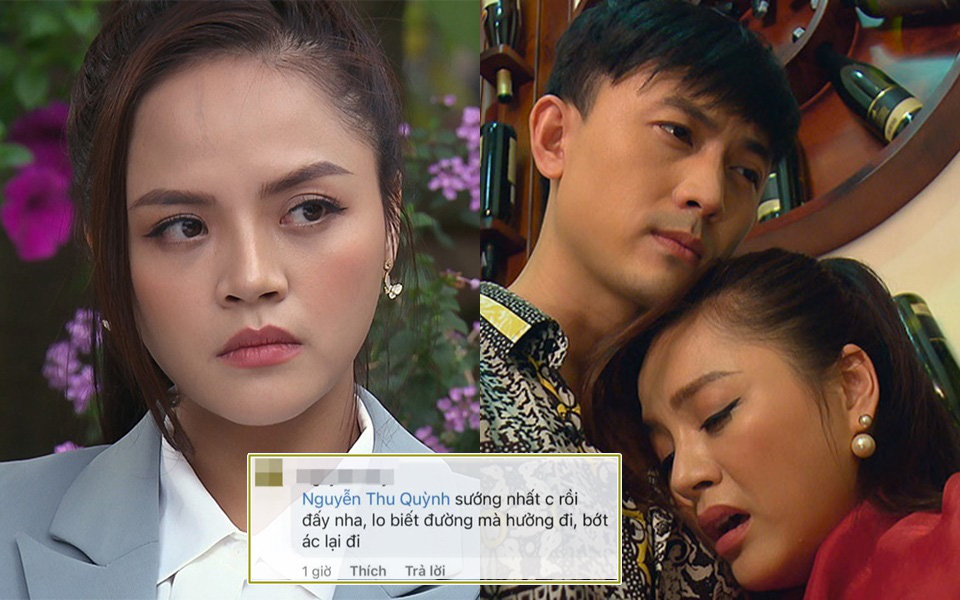 Nguyễn Thu Quỳnh sướng nhất c rồi
đấy nha, lo biết đường mà hưởng đi, bớt
ác lại đi
1 giờ Thích Trả lời